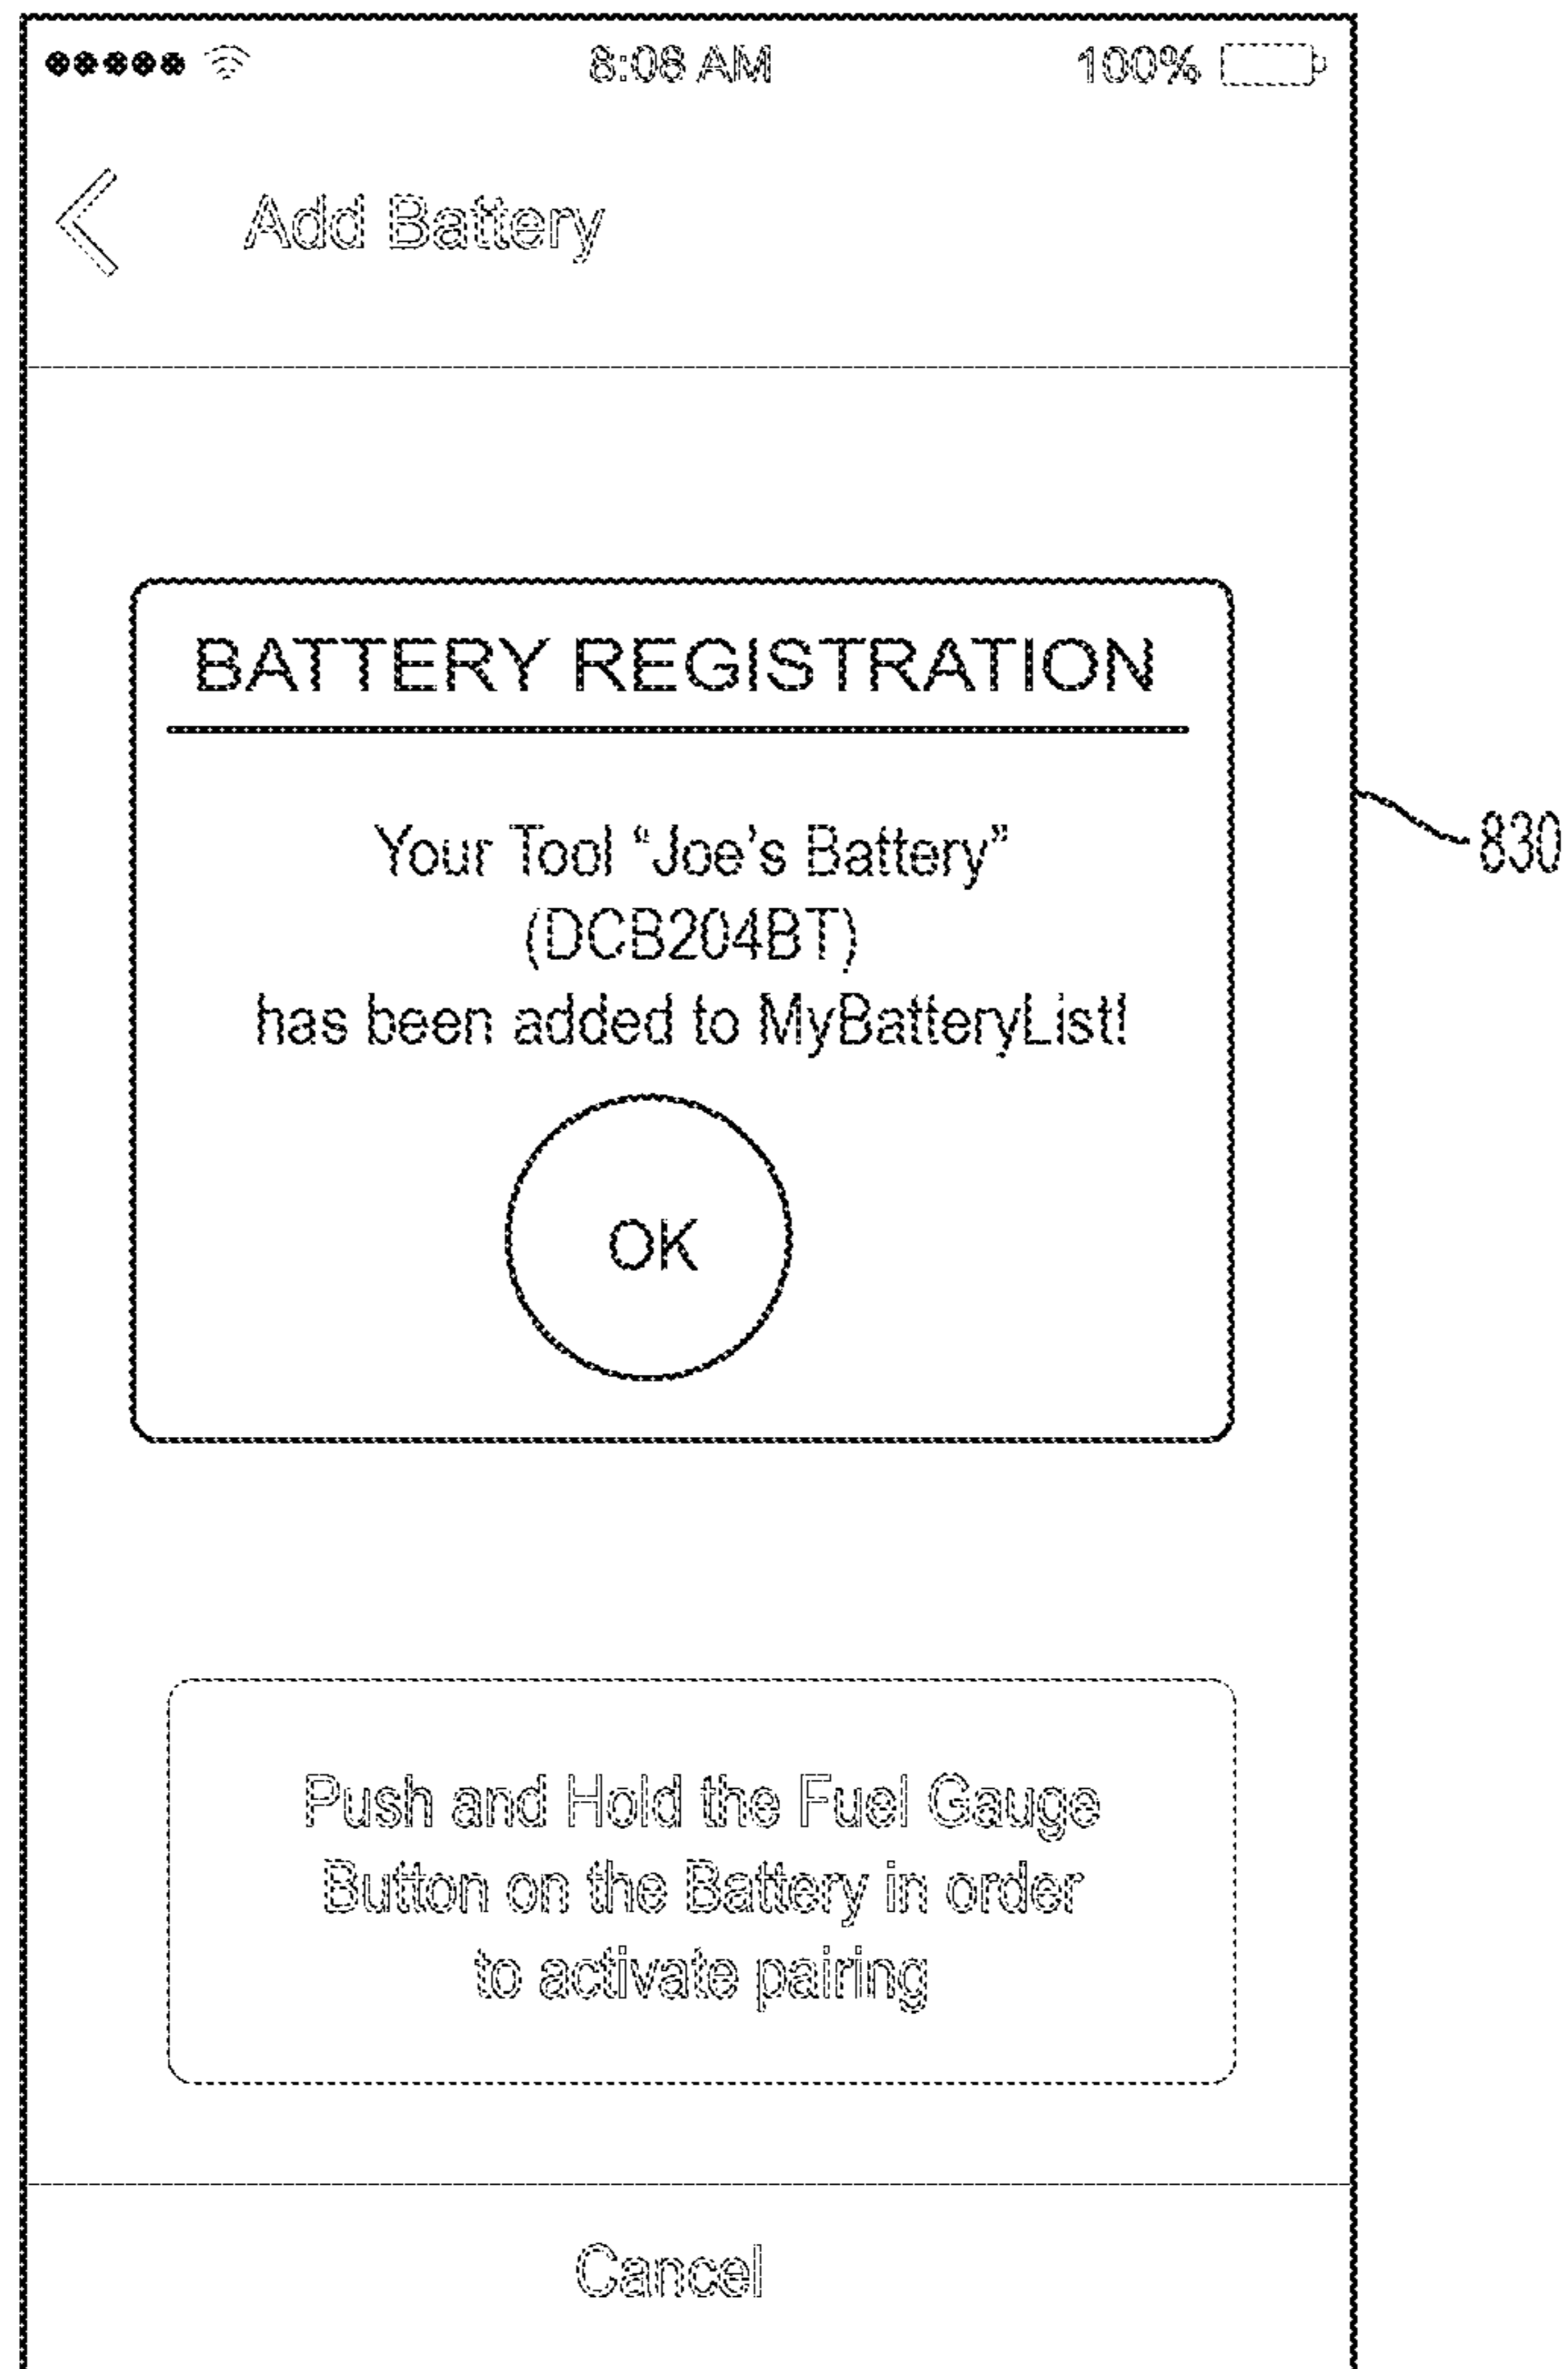 8:08 AM 100%
Add Battery
BATTERY REGISTRATION
Your Tool “Joe’s Battery”
(DCB204BT)
has been added to MyBatteryList!
830
OK
Push and Hold the Fuel Gauge
Button on the Battery in order
to activate pairing
Cancel